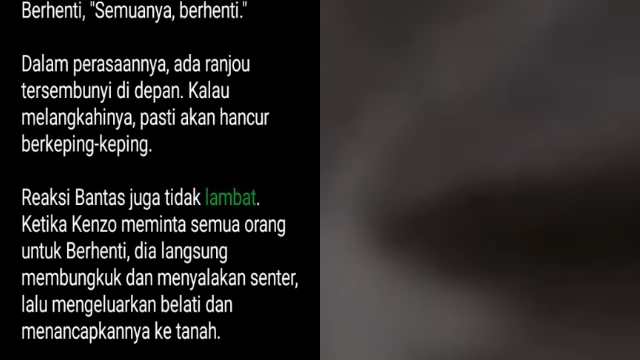 Berhenti, "Semuanya, berhenti."
Dalam perasaannya, ada ranjou
tersembunyi di depan. Kalau
melangkahinya, pasti akan hancur
berkeping-keping.
Reaksi Bantas juga tidak lambat.
Ketika Kenzo meminta semua orang
untuk Berhenti, dia langsung
membungkuk dan menyalakan senter,
lalu mengeluarkan belati dan
menancapkannya ke tanah.